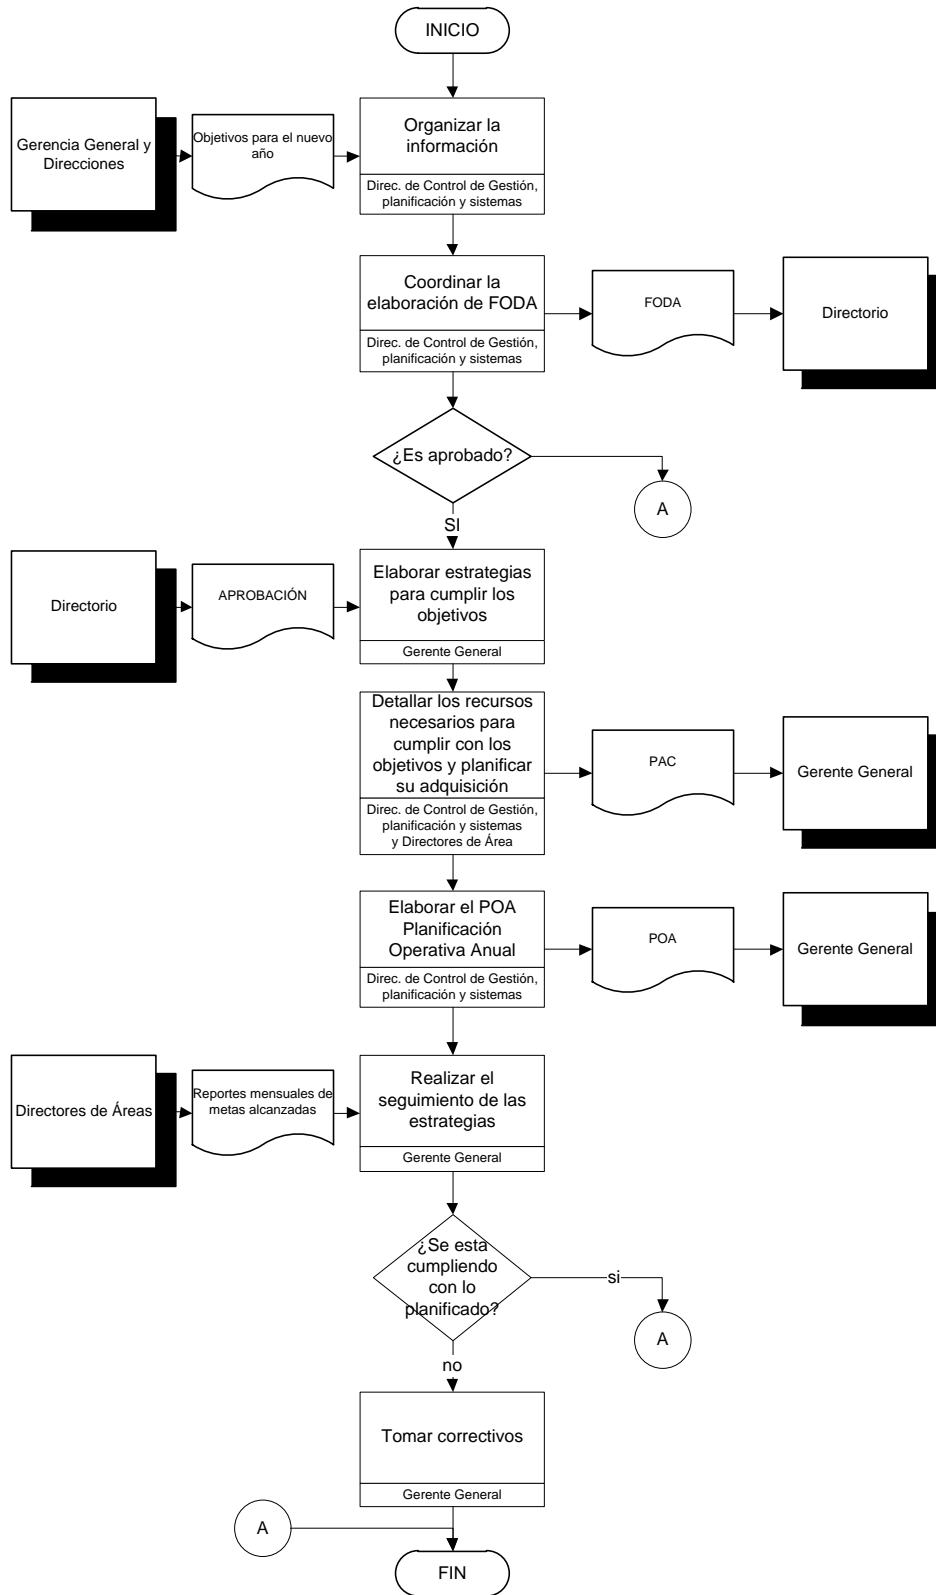 INICIO
Gerencia General y
Direcciones
Objetivos para el nuevo
año
Organizar la
información
Direc. de Control de Gestión,
planificación y sistemas
Coordinar la
elaboración de FODA
Direc. de Control de Gestión,
planificación y sistemas
FODA
Directorio
¿Es aprobado?
A
SI
Directorio
APROBACIÓN
Elaborar estrategias
para cumplir los
objetivos
Gerente General
Detallar los recursos
necesarios para
cumplir con los
objetivos y planificar
su adquisición
Direc. de Control de Gestión,
planificación y sistemas
y Directores de Área
PAC
Gerente General
Elaborar el POA
Planificación
Operativa Anual
Direc. de Control de Gestión,
planificación y sistemas
POA
Gerente General
Directores de Áreas
Reportes mensuales de
metas alcanzadas
Realizar el
seguimiento de las
estrategias
Gerente General
¿Se esta
cumpliendo
con lo
planificado?
si
A
no
Tomar correctivos
Gerente General
A
FIN